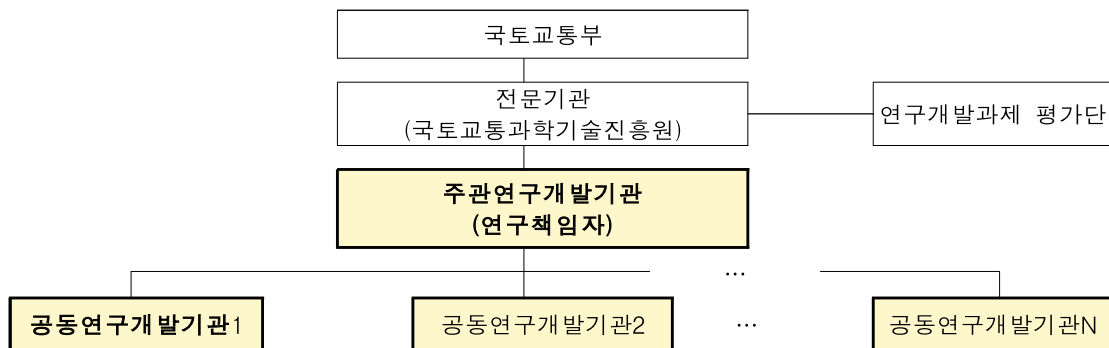 국토교통부
전문기관
(국토교통과학기술진흥원)
연구개발과제 평가단
주관연구개발기관
(연구책임자)
...
공동연구개발기관1
공동연구개발기관2
...
공동연구개발기관N